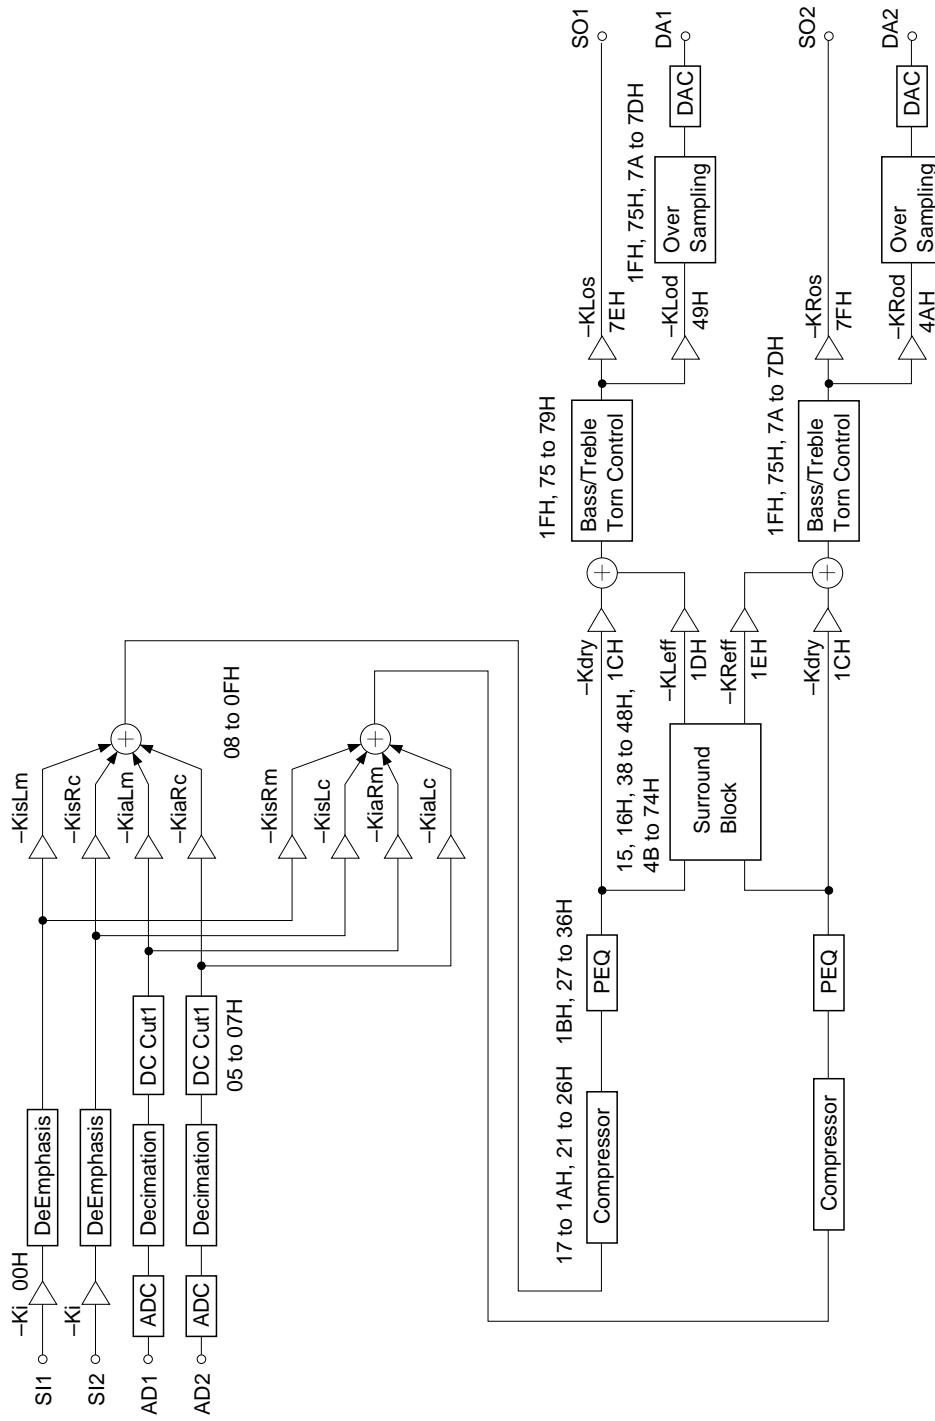 SI1
–Ki
00H
DeEmphasis
–KisLm
SI2
–Ki
DeEmphasis
–KisRc
AD1
ADC
Decimation
DC Cut1
–KiaLm
AD2
ADC
Decimation
DC Cut1
–KiaRc
05 to 07H
08 to 0FH
–KisRm
–KisLc
–KiaRm
–KiaLc
17 to 1AH, 21 to 26H
Compressor
1BH, 27 to 36H
PEQ
15, 16H, 38 to 48H,
4B to 74H
Surround
Block
–Kdry
1CH
–KLeff
1DH
–KReff
1EH
–Kdry
1CH
1FH, 75 to 79H
Bass/Treble
Torn Control
–KLos
7EH
SO1
–KLod
49H
1FH, 75H, 7A to 7DH
Over
Sampling
DAC
DA1
Compressor
PEQ
1FH, 75H, 7A to 7DH
Bass/Treble
Torn Control
–KRos
7FH
SO2
–KRod
4AH
Over
Sampling
DAC
DA2